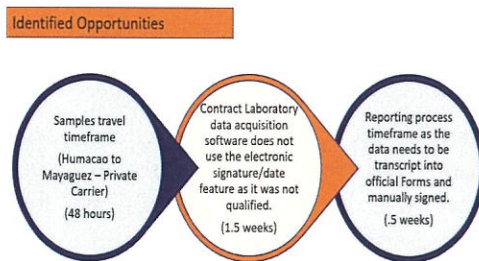 Identified Opportunities
Samples travel
timeframe
(Humacao to
Mayaguez – Private
Carrier)
(48 hours)
Contract Laboratory
data acquisition
software does not
use the electronic
signature/date
feature as it was not
qualified.
(1.5 weeks)
Reporting process
timeframe as the
data needs to be
transcript into
official Forms and
manually signed.
(.5 weeks)